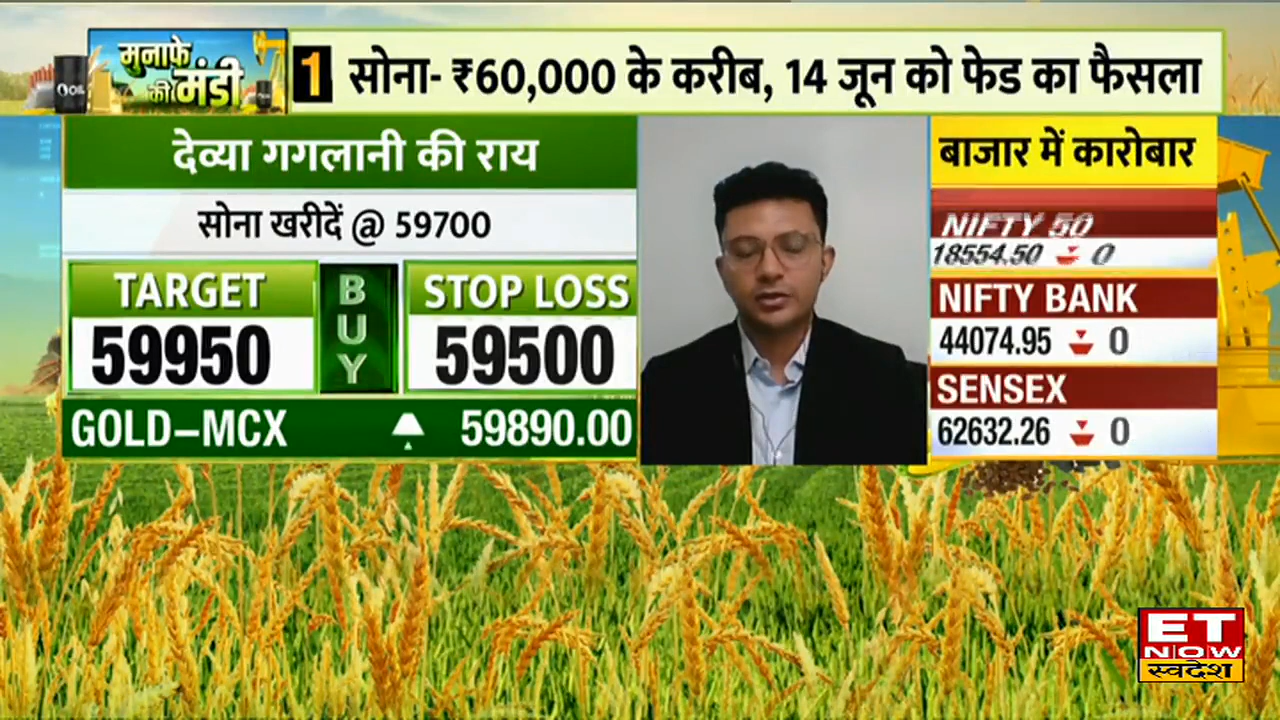 मुनाफे
की मंडी
OIL
1 सोना- ₹60,000 के करीब, 14 जून को फेड का फैसला
देव्या गगलानी की राय
सोना खरीदें @ 59700
TARGET
59950
BUY
STOP LOSS
59500
GOLD-MCX 59890.00
बाजार में कारोबार
NIFTY 50
18554.50 0
NIFTY BANK
44074.95 0
SENSEX
62632.26 0
ET
NOW
स्वदेश